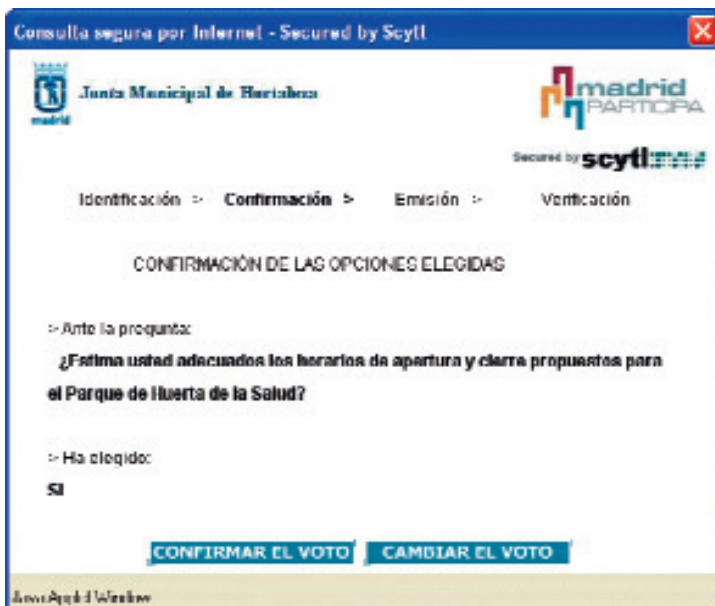 Consulta segura por Internet - Secured by Scytl
Junta Municipal de Hortaleza
madrid
madrid
PARTICIPA
Secured by scytl
Identificación > Confirmación > Emisión > Verificación
CONFIRMACIÓN DE LAS OPCIONES ELEGIDAS
> Ante la pregunta:
¿Estima usted adecuados los horarios de apertura y cierre propuestos para
el Parque de Huerta de la Salud?
> Ha elegido:
SI
CONFIRMAR EL VOTO CAMBIAR EL VOTO
Java Applet Window